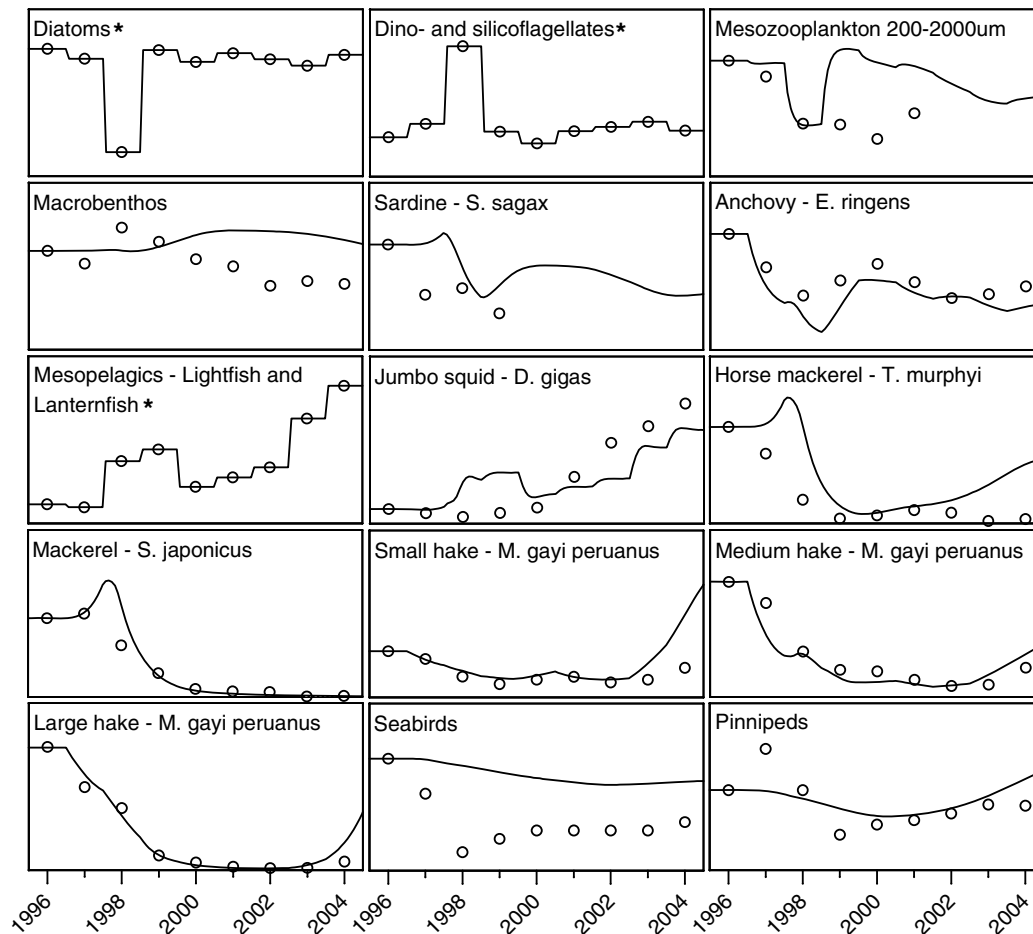 Diatoms *
Dino- and silicoflagellates *
Mesozooplankton 200-2000um
Macrobenthos
Sardine - S. sagax
Anchovy - E. ringens
Mesopelagics - Lightfish and
Lanternfish *
Jumbo squid - D. gigas
Horse mackerel - T. murphyi
Mackerel - S. japonicus
Small hake - M. gayi peruanus
Medium hake - M. gayi peruanus
Large hake - M. gayi peruanus
Seabirds
Pinnipeds
1996 1998 2000 2002 2004
1996 1998 2000 2002 2004
1996 1998 2000 2002 2004